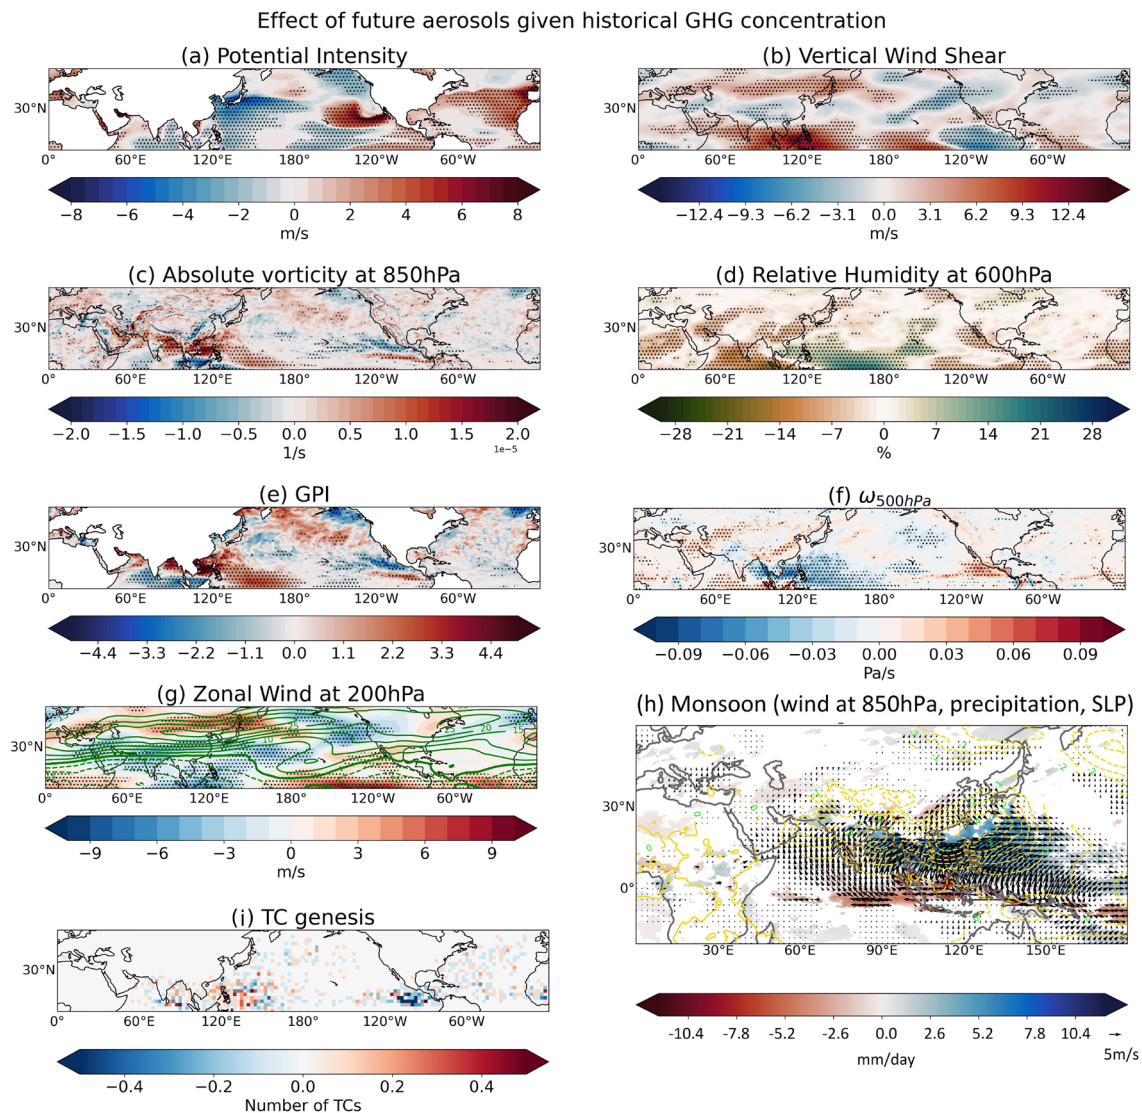 Effect of future aerosols given historical GHG concentration
(a) Potential Intensity
(b) Vertical Wind Shear
30°N
30°N
0° 60°E 120°E 180° 120°W 60°W
0° 60°E 120°E 180° 120°W 60°W
−8 −6 −4 −2 0 2 4 6 8
−12.4 −9.3 −6.2 −3.1 0.0 3.1 6.2 9.3 12.4
m/s
m/s
(c) Absolute vorticity at 850hPa
(d) Relative Humidity at 600hPa
30°N
30°N
0° 60°E 120°E 180° 120°W 60°W
0° 60°E 120°E 180° 120°W 60°W
−2.0 −1.5 −1.0 −0.5 0.0 0.5 1.0 1.5 2.0
−28 −21 −14 −7 0 7 14 21 28
1/s 1e−5
%
(e) GPI
(f) ω500hPa
30°N
30°N
0° 60°E 120°E 180° 120°W 60°W
0° 60°E 120°E 180° 120°W 60°W
−4.4 −3.3 −2.2 −1.1 0.0 1.1 2.2 3.3 4.4
−0.09 −0.06 −0.03 0.00 0.03 0.06 0.09
Pa/s
(g) Zonal Wind at 200hPa
(h) Monsoon (wind at 850hPa, precipitation, SLP)
30°N
0° 60°E 120°E 180° 120°W 60°W
30°N
0°
30°E 60°E 90°E 120°E 150°E
−9 −6 −3 0 3 6 9
m/s
(i) TC genesis
30°N
0° 60°E 120°E 180° 120°W 60°W
-10.4 -7.8 -5.2 -2.6 0.0 2.6 5.2 7.8 10.4
mm/day 5m/s
−0.4 −0.2 0.0 0.2 0.4
Number of TCs